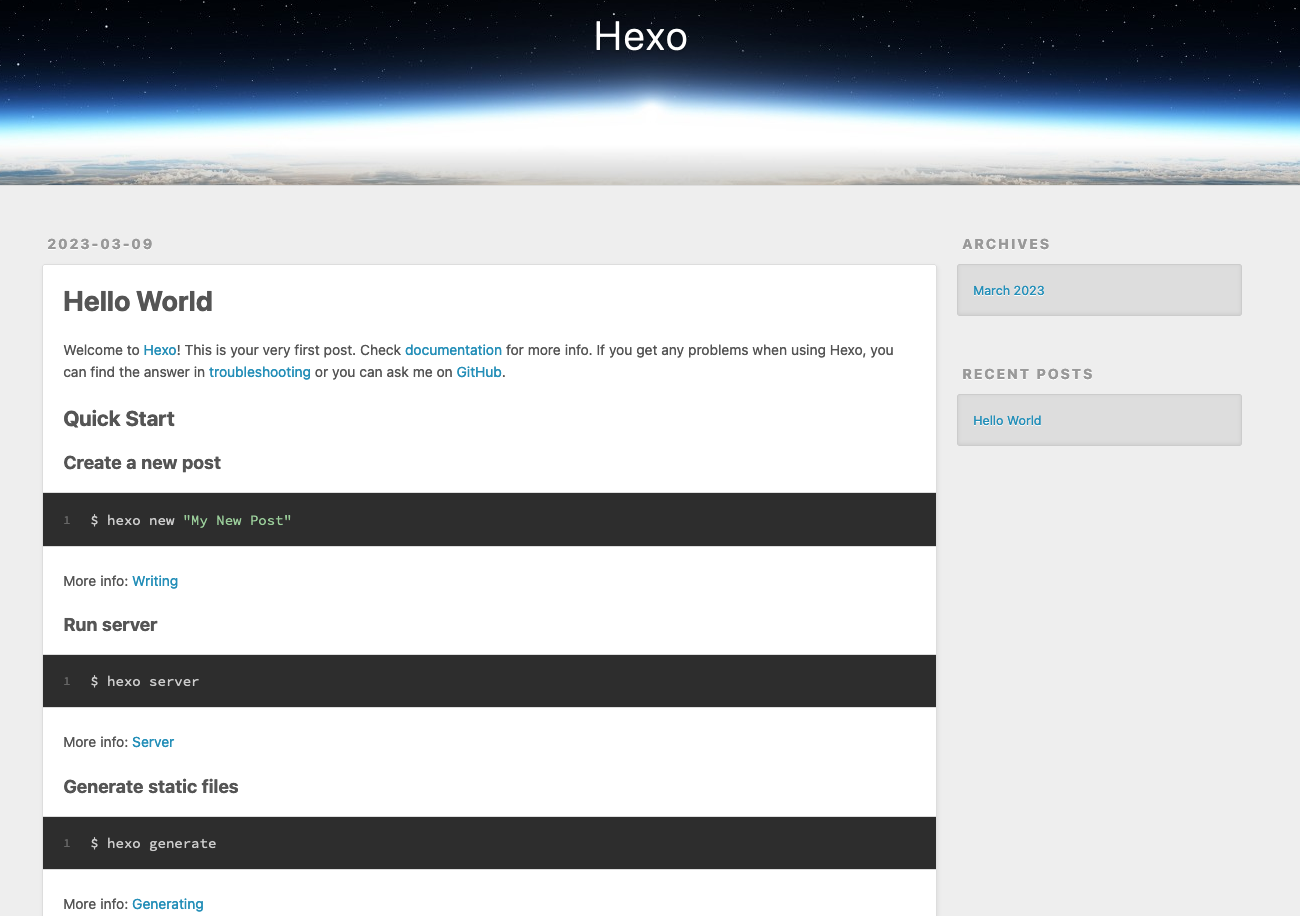 Hexo
2023-03-09
Hello World
Welcome to Hexo! This is your very first post. Check documentation for more info. If you get any problems when using Hexo, you
can find the answer in troubleshooting or you can ask me on GitHub.
Quick Start
Create a new post
1 $ hexo new "My New Post"
More info: Writing
Run server
1 $ hexo server
More info: Server
Generate static files
1 $ hexo generate
More info: Generating
ARCHIVES
March 2023
RECENT POSTS
Hello World